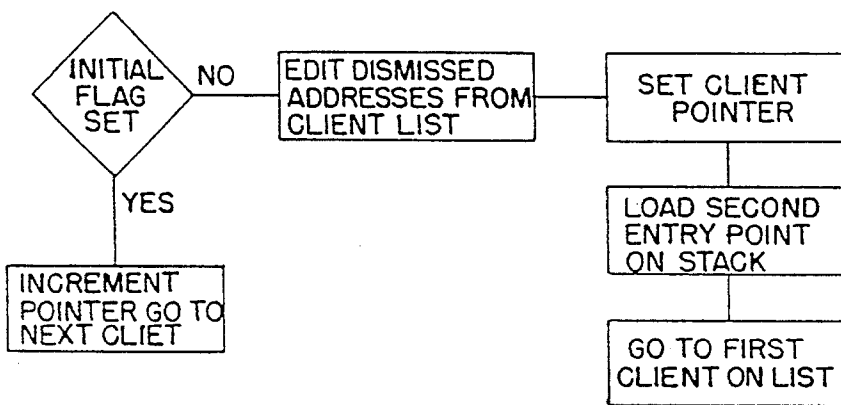 INITIAL
FLAG
SET
NO
EDIT DISMISSED
ADDRESSES FROM
CLIENT LIST
SET CLIENT
POINTER
YES
LOAD SECOND
ENTRY POINT
ON STACK
INCREMENT
POINTER GO TO
NEXT CLIET
GO TO FIRST
CLIENT ON LIST